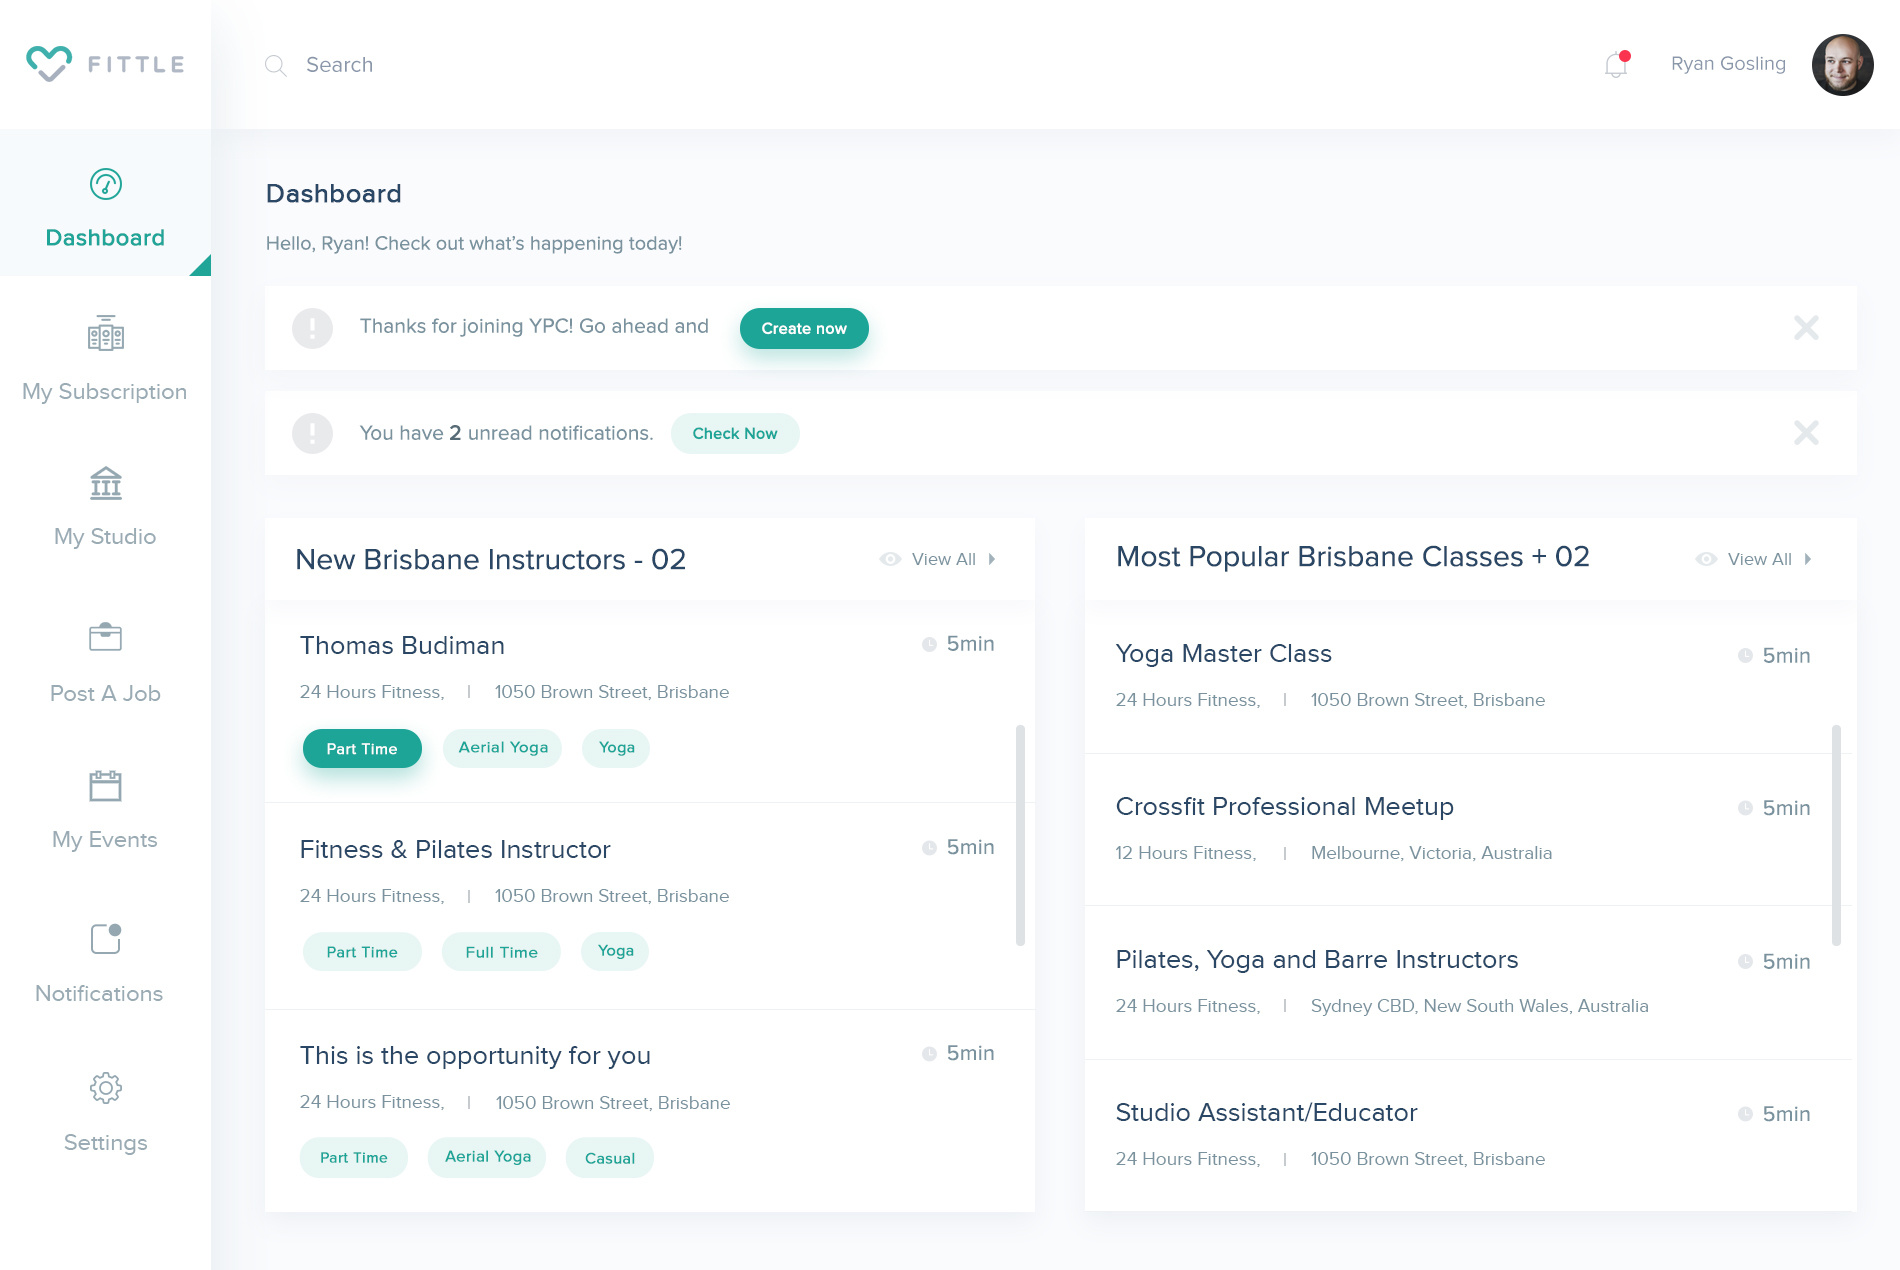 FITTLE
Search
Ryan Gosling
Dashboard
My Subscription
My Studio
Post A Job
My Events
Notifications
Settings
Dashboard
Hello, Ryan! Check out what’s happening today!
Thanks for joining YPC! Go ahead and Create now
You have 2 unread notifications. Check Now
New Brisbane Instructors - 02 View All
Thomas Budiman 5min
24 Hours Fitness, | 1050 Brown Street, Brisbane
Part Time Aerial Yoga Yoga
Fitness & Pilates Instructor 5min
24 Hours Fitness, | 1050 Brown Street, Brisbane
Part Time Full Time Yoga
This is the opportunity for you 5min
24 Hours Fitness, | 1050 Brown Street, Brisbane
Part Time Aerial Yoga Casual
Most Popular Brisbane Classes + 02 View All
Yoga Master Class 5min
24 Hours Fitness, | 1050 Brown Street, Brisbane
Crossfit Professional Meetup 5min
12 Hours Fitness, | Melbourne, Victoria, Australia
Pilates, Yoga and Barre Instructors 5min
24 Hours Fitness, | Sydney CBD, New South Wales, Australia
Studio Assistant/Educator 5min
24 Hours Fitness, | 1050 Brown Street, Brisbane